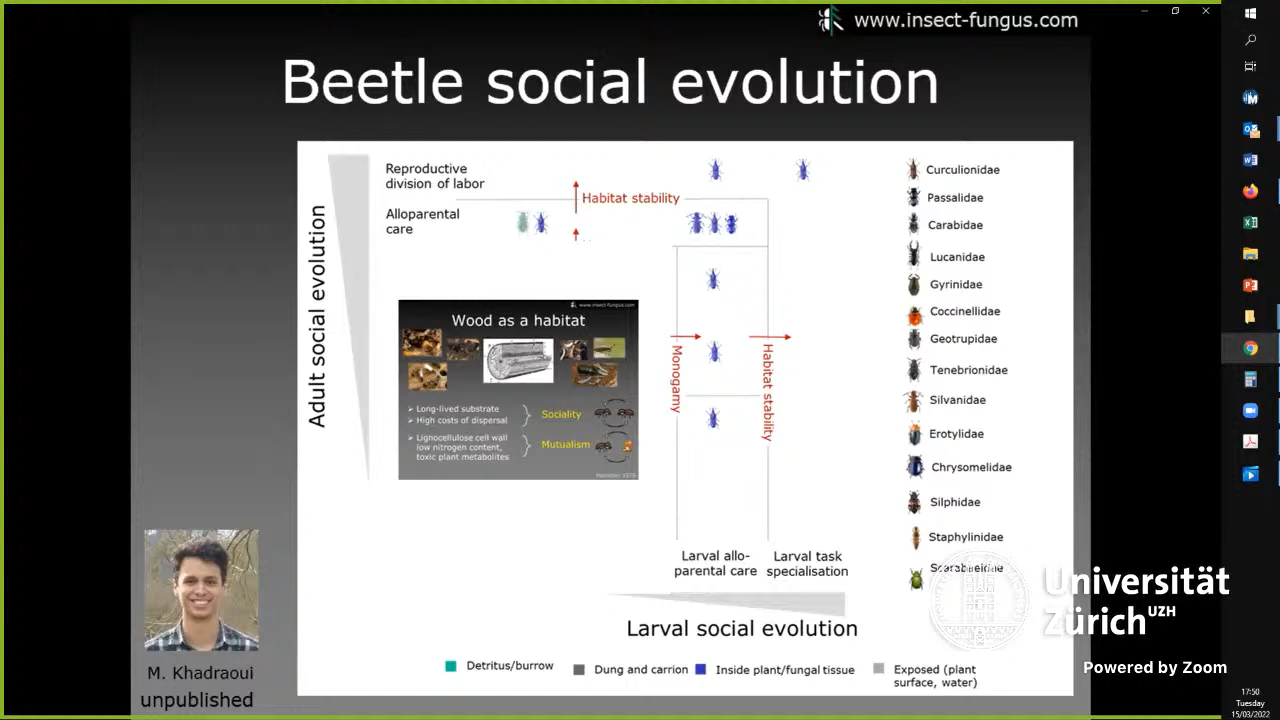 www.insect-fungus.com
Beetle social evolution
Adult social evolution
Reproductive
division of labor
Habitat stability
Alloparental
care
www.insect-fungus.com
Wood as a habitat
➢ Long-lived substrate
➢ High costs of dispersal
Sociality
➢ Lignocellulose cell wall
low nitrogen content,
toxic plant metabolites
Mutualism
Monogamy
Habitat stability
Larval allo-
parental care
Larval task
specialisation
Larval social evolution
Curculionidae
Passalidae
Carabidae
Lucanidae
Gyrinidae
Coccinellidae
Geotrupidae
Tenebrionidae
Silvanidae
Erotylidae
Chrysomelidae
Silphidae
Staphylinidae
Scarabaeidae
Detritus/burrow
Dung and carrion
Inside plant/fungal tissue
Exposed (plant
surface, water)
M. Khadraoui
unpublished
Universität
Zürich UZH
Powered by Zoom
17:50
Tuesday
15/03/2022